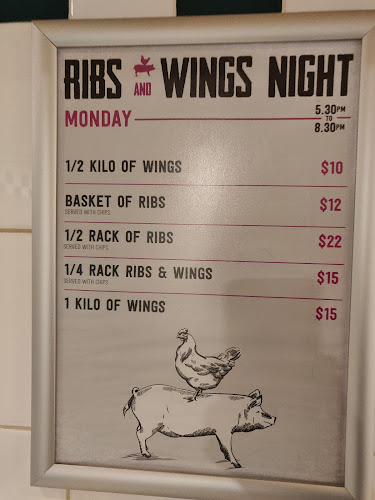 RIBS AND WINGS NIGHT
MONDAY 5.30PM TO 8.30PM
1/2 KILO OF WINGS $10
BASKET OF RIBS $12
SERVED WITH CHIPS
1/2 RACK OF RIBS $22
SERVED WITH CHIPS
1/4 RACK RIBS & WINGS $15
SERVED WITH CHIPS
1 KILO OF WINGS $15